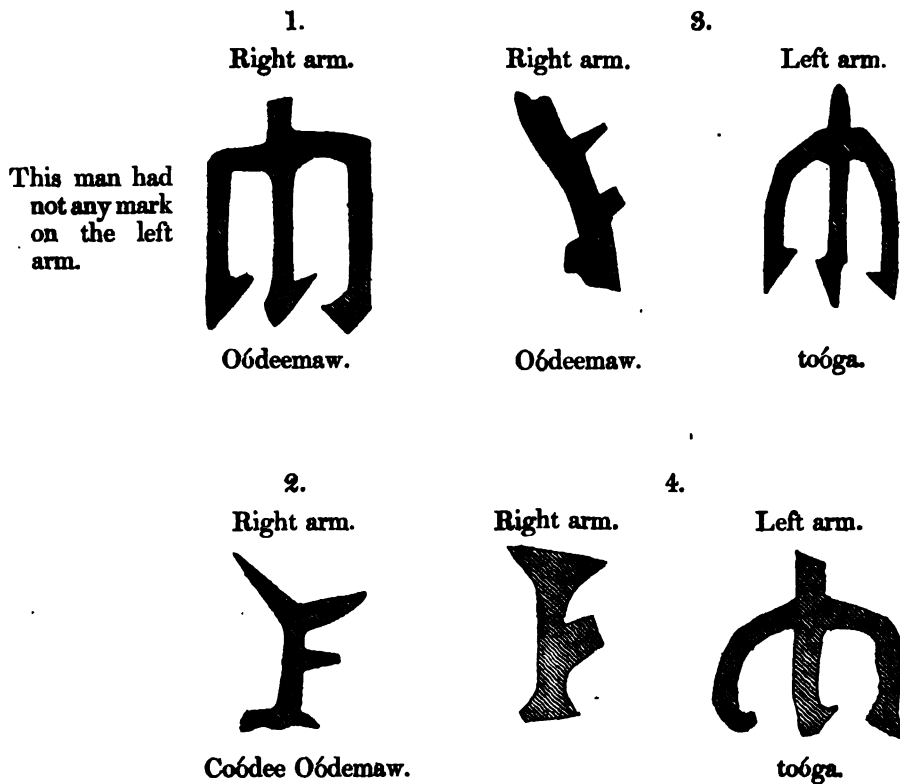 1.
Right arm.
This man had
not any mark
on the left
arm.
Oódeemaw.
3.
Right arm.
Left arm.
Oódeemaw.
toóga.
2.
Right arm.
Coódee Oódemaw.
4.
Right arm.
Left arm.
toóga.